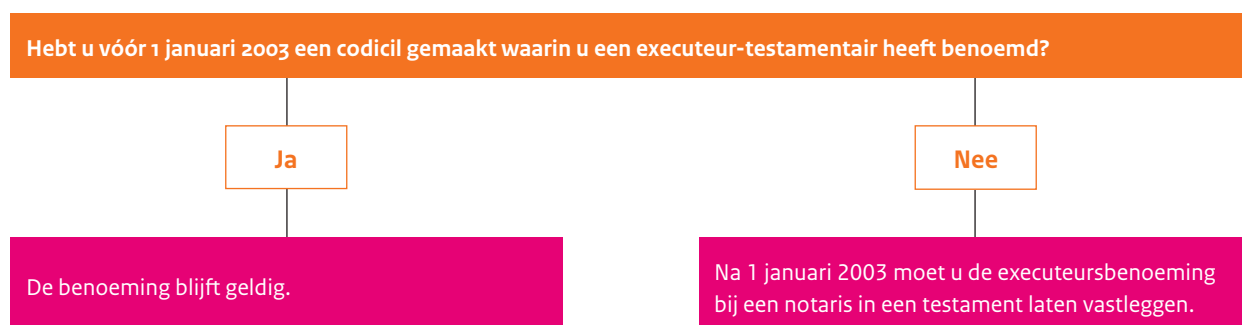 Hebt u vóór 1 januari 2003 een codicil gemaakt waarin u een executeur-testamentair heeft benoemd?
Ja
Nee
De benoeming blijft geldig.
Na 1 januari 2003 moet u de executeursbenoeming
bij een notaris in een testament laten vastleggen.